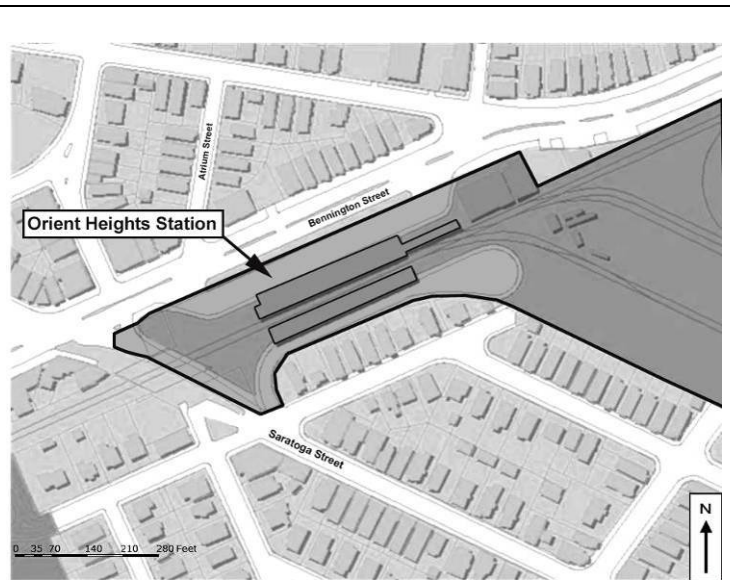 Atrium Street
Bennington Street
Orient Heights Station
Saratoga Street
N
0 35 70 140 210 280 Feet